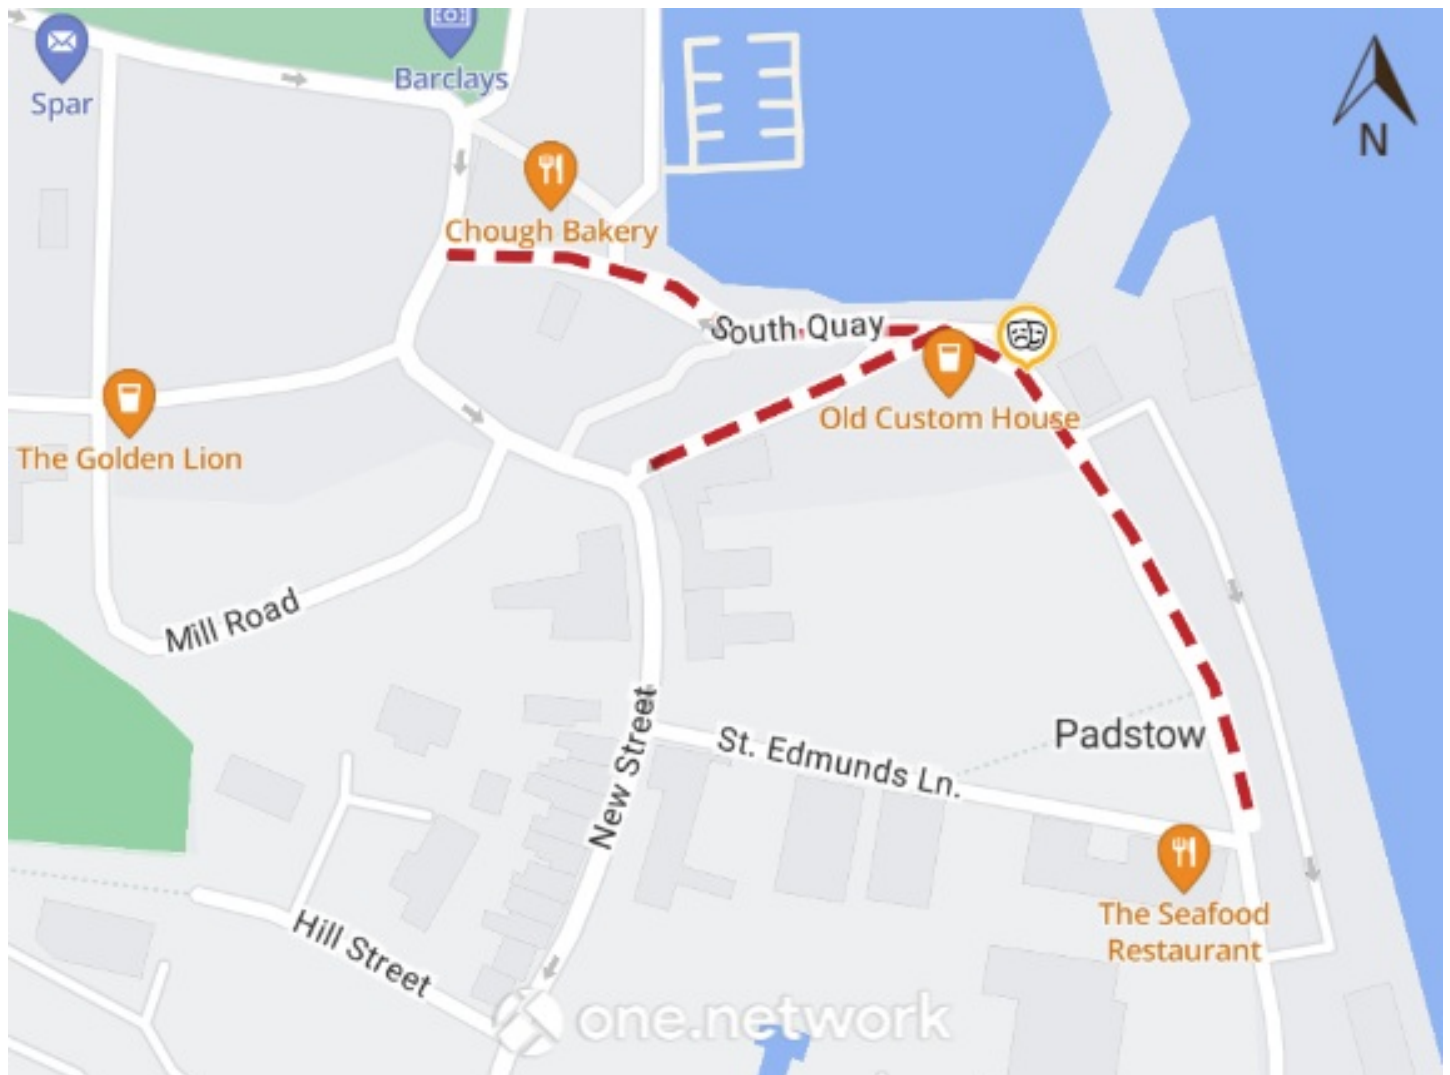 Barclays
Spar
N
Chough Bakery
South Quay
Old Custom House
The Golden Lion
Mill Road
New Street
St. Edmunds Ln.
Padstow
The Seafood
Restaurant
Hill Street
one.network